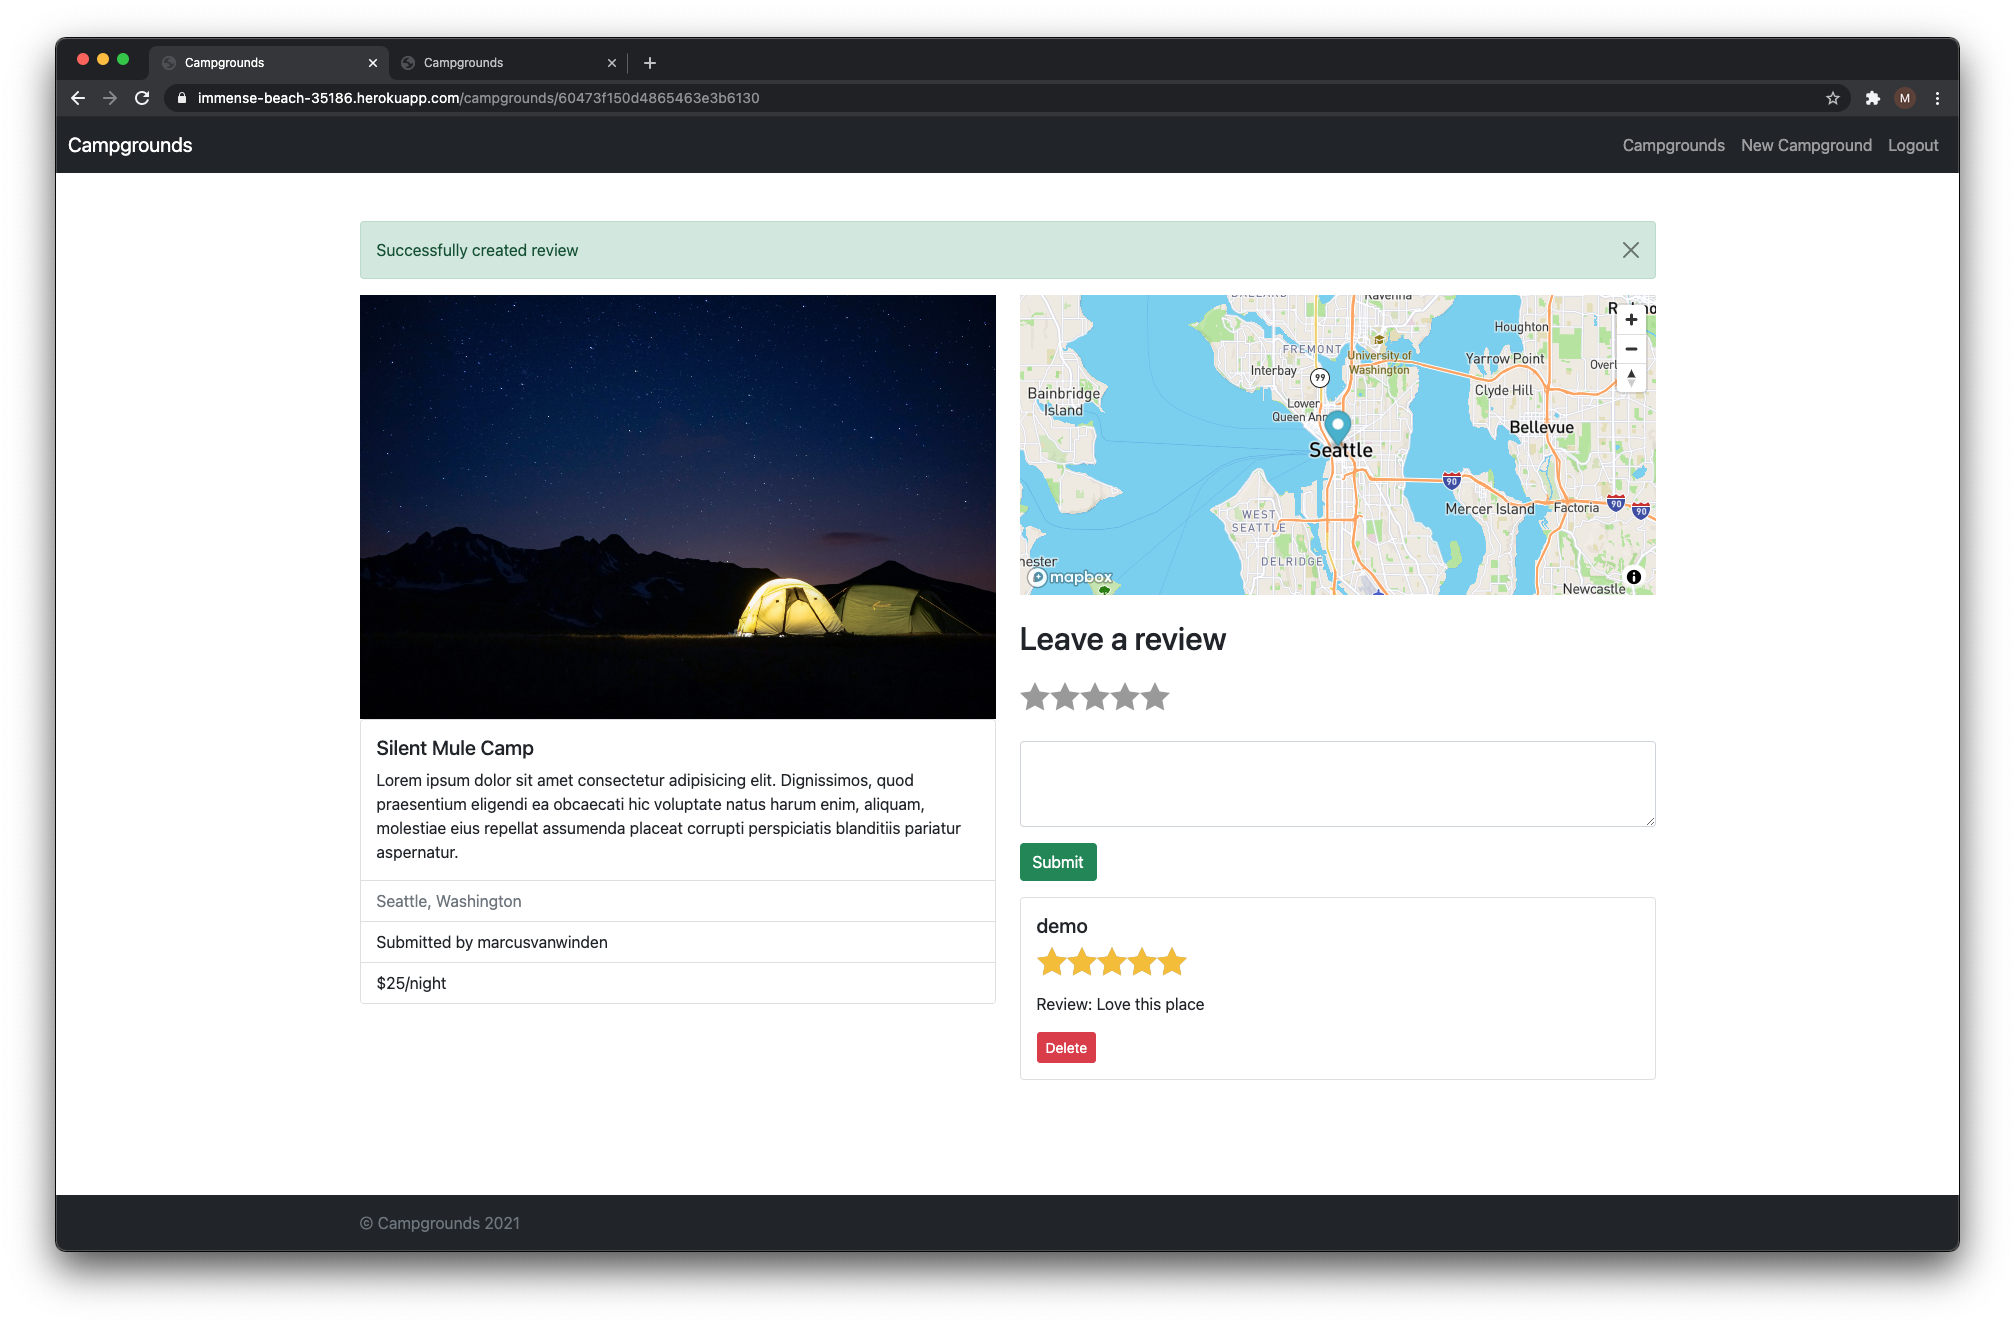 Campgrounds
Campgrounds
immense-beach-35186.herokuapp.com/campgrounds/60473f150d4865463e3b6130
M
Campgrounds
Campgrounds New Campground Logout
Successfully created review
Ravenna
Houghton
FREMONT
University of
Washington
Yarrow Point
Interbay
99
Clyde Hill
Bainbridge
Island
Lower
Queen Ann
Bellevue
Seattle
90
Mercer Island
Factoria
90
90
WEST
SEATTLE
DELRIDGE
mapbox
Newcastle
Leave a review
Silent Mule Camp
Lorem ipsum dolor sit amet consectetur adipisicing elit. Dignissimos, quod
praesentium eligendi ea obcaecati hic voluptate natus harum enim, aliquam,
molestiae eius repellat assumenda placeat corrupti perspiciatis blanditiis pariatur
aspernatur.
Seattle, Washington
Submitted by marcusvanwinden
$25/night
Submit
demo
Review: Love this place
Delete
© Campgrounds 2021